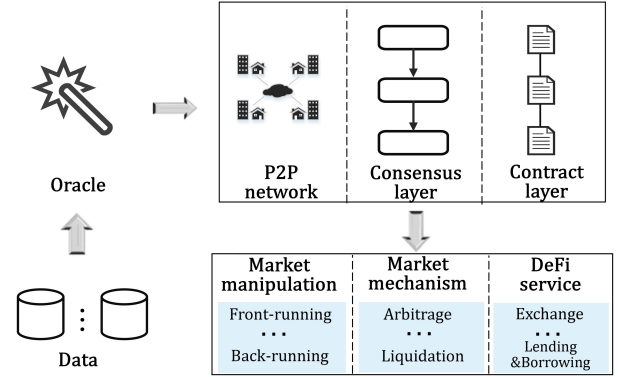 P2P
network
Consensus
layer
Contract
layer
Oracle
Data
Market
manipulation
Front-running
...
Back-running
Market
mechanism
Arbitrage
...
Liquidation
DeFi
service
Exchange
...
Lending
&Borrowing